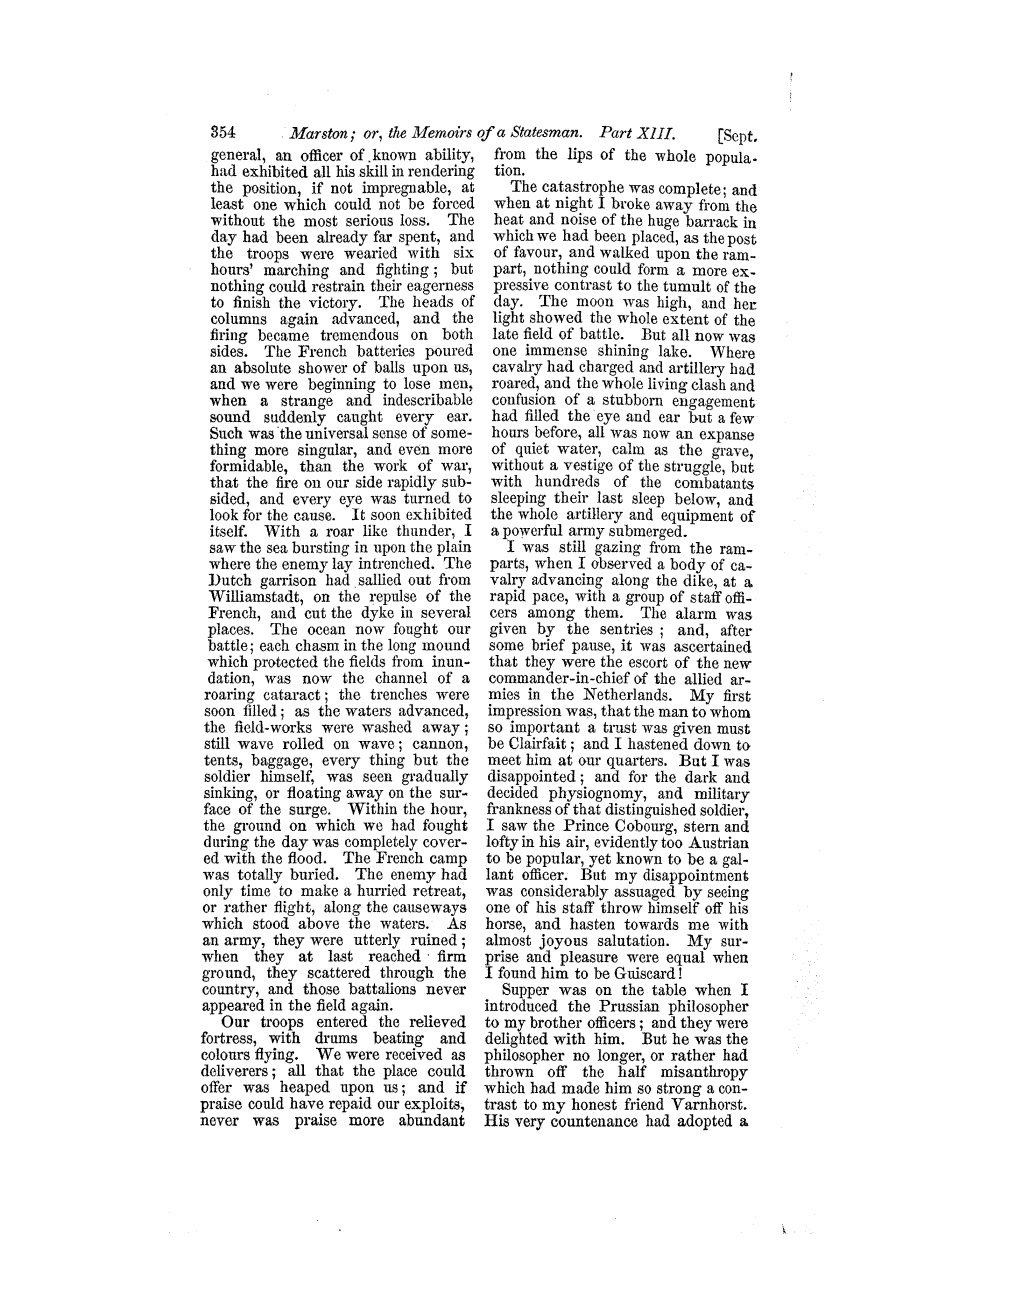 354 Marston; or, the Memoirs of a Statesman. Part XIII. [Sept.
general, an officer of known ability,
had exhibited all his skill in rendering
the position, if not impregnable, at
least one which could not be forced
without the most serious loss. The
day had been already far spent, and
the troops were wearied with six
hours' marching and fighting; but
nothing could restrain their eagerness
to finish the victory. The heads of
columns again advanced, and the
firing became tremendous on both
sides. The French batteries poured
an absolute shower of balls upon us,
and we were beginning to lose men,
when a strange and indescribable
sound suddenly caught every ear.
Such was the universal sense of some-
thing more singular, and even more
formidable, than the work of war,
that the fire on our side rapidly sub-
sided, and every eye was turned to
look for the cause. It soon exhibited
itself. With a roar like thunder, I
saw the sea bursting in upon the plain
where the enemy lay intrenched. The
Dutch garrison had sallied out from
Williamstadt, on the repulse of the
French, and cut the dyke in several
places. The ocean now fought our
battle; each chasm in the long mound
which protected the fields from inun-
dation, was now the channel of a
roaring cataract; the trenches were
soon filled; as the waters advanced,
the field-works were washed away;
still wave rolled on wave; cannon,
tents, baggage, every thing but the
soldier himself, was seen gradually
sinking, or floating away on the sur-
face of the surge. Within the hour,
the ground on which we had fought
during the day was completely cover-
ed with the flood. The French camp
was totally buried. The enemy had
only time to make a hurried retreat,
or rather flight, along the causeways
which stood above the waters. As
an army, they were utterly ruined;
when they at last reached firm
ground, they scattered through the
country, and those battalions never
appeared in the field again.
Our troops entered the relieved
fortress, with drums beating and
colours flying. We were received as
deliverers; all that the place could
offer was heaped upon us; and if
praise could have repaid our exploits,
never was praise more abundant
from the lips of the whole popula-
tion.
The catastrophe was complete; and
when at night I broke away from the
heat and noise of the huge barrack in
which we had been placed, as the post
of favour, and walked upon the ram-
part, nothing could form a more ex-
pressive contrast to the tumult of the
day. The moon was high, and her
light showed the whole extent of the
late field of battle. But all now was
one immense shining lake. Where
cavalry had charged and artillery had
roared, and the whole living clash and
confusion of a stubborn engagement
had filled the eye and ear but a few
hours before, all was now an expanse
of quiet water, calm as the grave,
without a vestige of the struggle, but
with hundreds of the combatants
sleeping their last sleep below, and
the whole artillery and equipment of
a powerful army submerged.
I was still gazing from the ram-
parts, when I observed a body of ca-
valry advancing along the dike, at a
rapid pace, with a group of staff offi-
cers among them. The alarm was
given by the sentries; and, after
some brief pause, it was ascertained
that they were the escort of the new
commander-in-chief of the allied ar-
mies in the Netherlands. My first
impression was, that the man to whom
so important a trust was given must
be Clairfait; and I hastened down to
meet him at our quarters. But I was
disappointed; and for the dark and
decided physiognomy, and military
frankness of that distinguished soldier,
I saw the Prince Cobourg, stern and
lofty in his air, evidently too Austrian
to be popular, yet known to be a gal-
lant officer. But my disappointment
was considerably assuaged by seeing
one of his staff throw himself off his
horse, and hasten towards me with
almost joyous salutation. My sur-
prise and pleasure were equal when
I found him to be Guiscard!
Supper was on the table when I
introduced the Prussian philosopher
to my brother officers; and they were
delighted with him. But he was the
philosopher no longer, or rather had
thrown off the half misanthropy
which had made him so strong a con-
trast to my honest friend Varnhorst.
His very countenance had adopted a